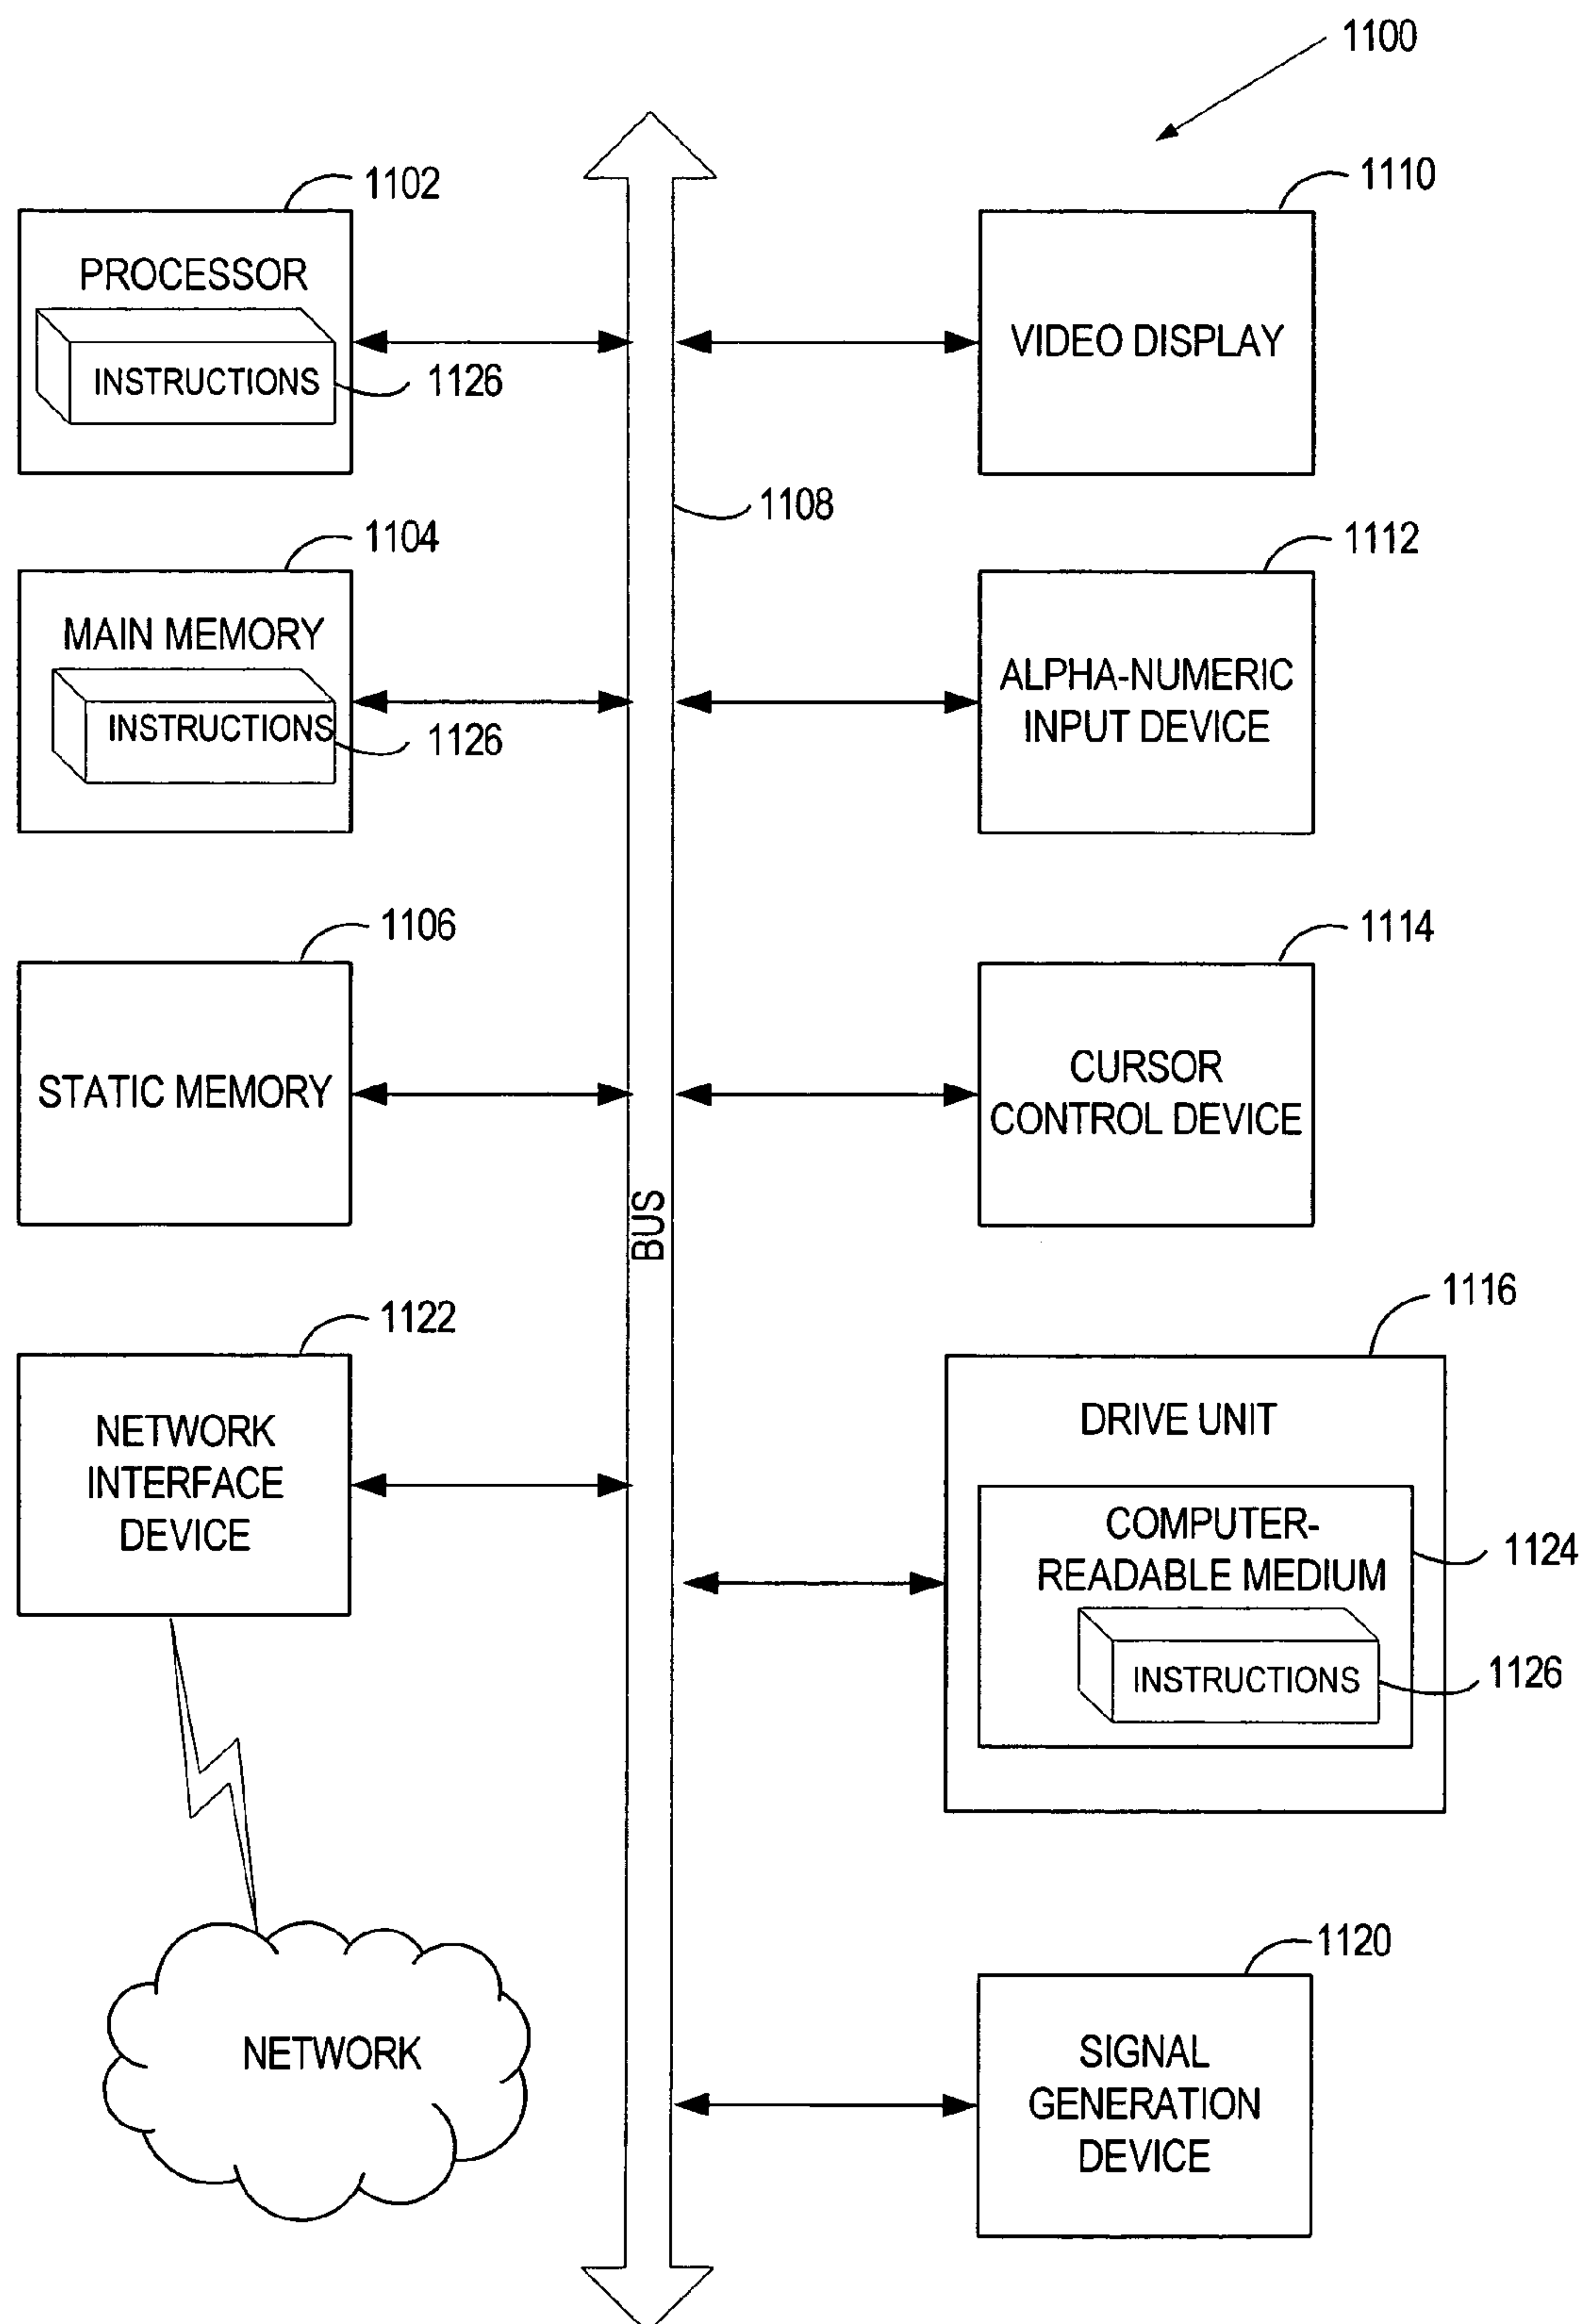 1100
1102
PROCESSOR
INSTRUCTIONS
1126
1110
VIDEO DISPLAY
1108
1104
MAIN MEMORY
INSTRUCTIONS
1126
1112
ALPHA-NUMERIC
INPUT DEVICE
1106
STATIC MEMORY
1114
CURSOR
CONTROL DEVICE
BUS
1122
NETWORK
INTERFACE
DEVICE
1116
DRIVE UNIT
COMPUTER-
READABLE MEDIUM
1124
INSTRUCTIONS
1126
NETWORK
1120
SIGNAL
GENERATION
DEVICE